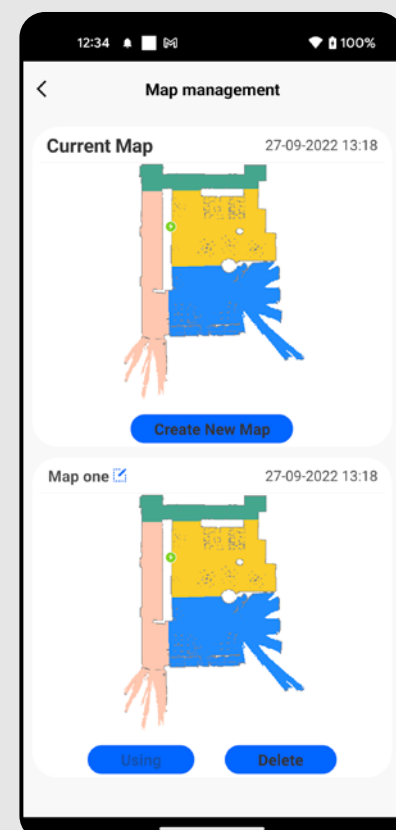 12:34 100%
Map management
Current Map 27-09-2022 13:18
Create New Map
Map one 27-09-2022 13:18
Using Delete